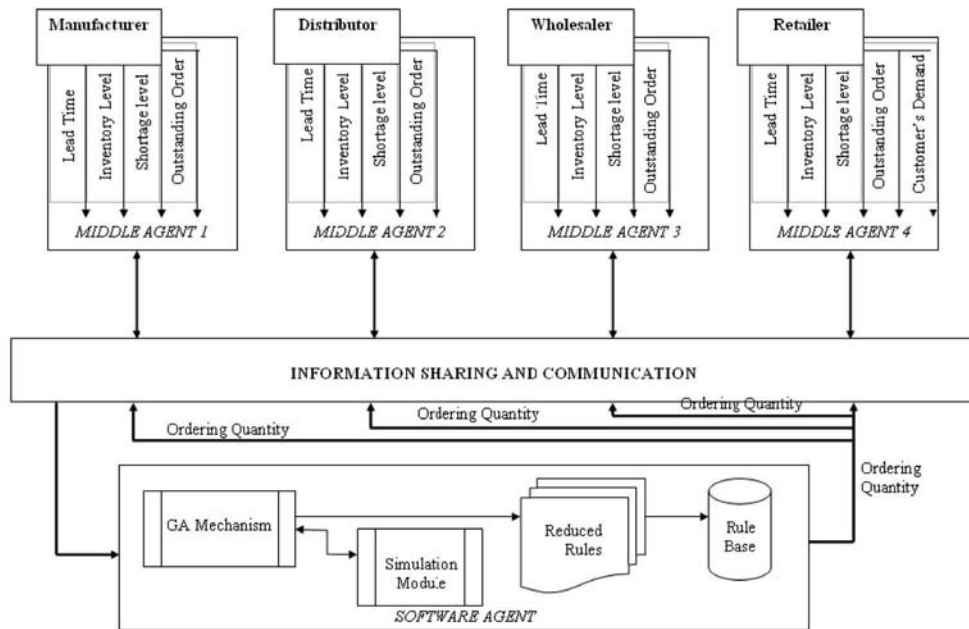 Manufacturer
Lead Time
Inventory Level
Shortage level
Outstanding Order
MIDDLE AGENT 1
Distributor
Lead Time
Inventory Level
Shortage level
Outstanding Order
MIDDLE AGENT 2
Wholesaler
Lead Time
Inventory Level
Shortage level
Outstanding Order
MIDDLE AGENT 3
Retailer
Lead Time
Inventory Level
Shortage level
Outstanding Order
Customer's Demand
MIDDLE AGENT 4
INFORMATION SHARING AND COMMUNICATION
Ordering Quantity
Ordering Quantity
Ordering Quantity
Ordering
Quantity
GA Mechanism
Simulation
Module
Reduced
Rules
Rule
Base
SOFTWARE AGENT